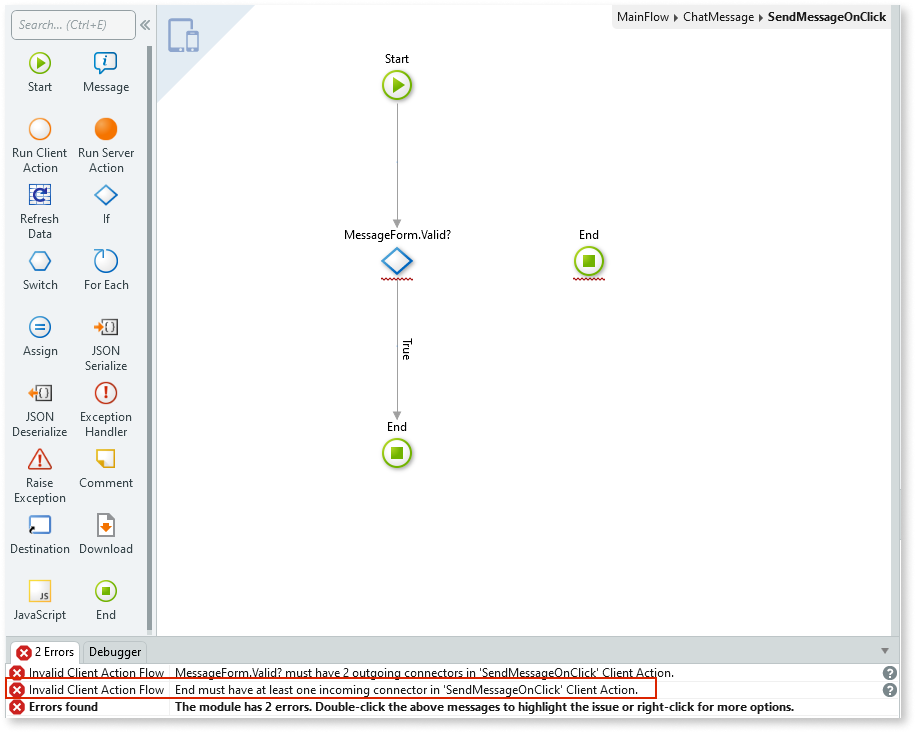 Search... (Ctrl+E)
MainFlow ChatMessage SendMessageOnClick
Start
Message
Run Client
Action
Run Server
Action
Refresh
Data
If
Switch
For Each
Assign
JSON
Serialize
JSON
Deserialize
Exception
Handler
Raise
Exception
Comment
Destination
Download
JS
JavaScript
End
Start
MessageForm.Valid?
End
True
End
2 Errors
Debugger
Invalid Client Action Flow MessageForm.Valid? must have 2 outgoing connectors in 'SendMessageOnClick' Client Action.
Invalid Client Action Flow End must have at least one incoming connector in 'SendMessageOnClick' Client Action.
Errors found The module has 2 errors. Double-click the above messages to highlight the issue or right-click for more options.